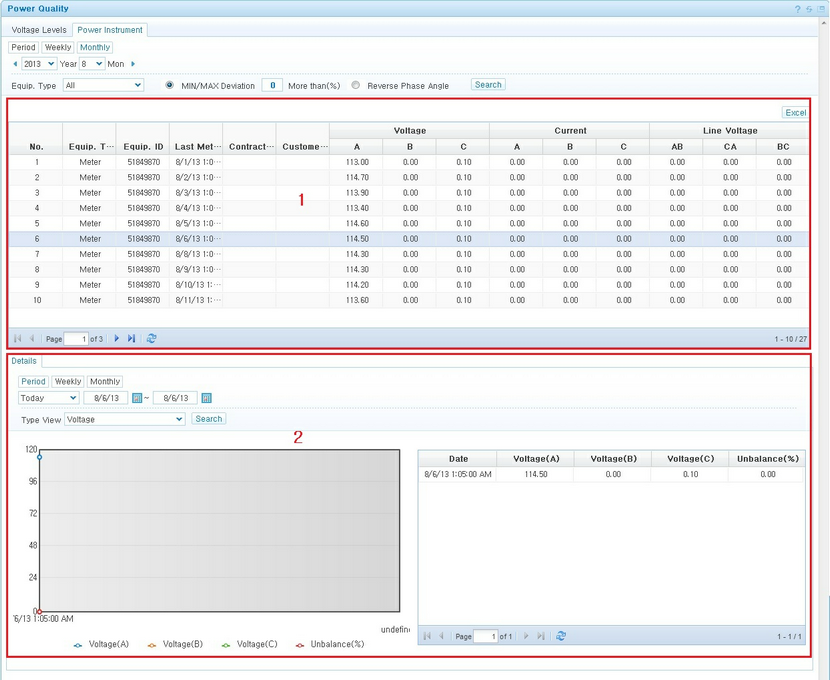 Power Quality
Voltage Levels Power Instrument
Period Weekly Monthly
2013 Year 8 Mon
Equip. Type All MIN/MAX Deviation 0 More than(%) Reverse Phase Angle Search
Excel
Voltage Current Line Voltage
No. Equip. T··· Equip. ID Last Met··· Contract··· Custome··· A B C A B C AB CA BC
1 Meter 51849870 8/1/13 1:0··· 113.00 0.00 0.10 0.00 0.00 0.00 0.00 0.00 0.00
2 Meter 51849870 8/2/13 1:0··· 114.70 0.00 0.10 0.00 0.00 0.00 0.00 0.00 0.00
3 Meter 51849870 8/3/13 1:0··· 113.90 0.00 0.10 0.00 0.00 0.00 0.00 0.00 0.00
4 Meter 51849870 8/4/13 1:0··· 113.40 0.00 0.10 0.00 0.00 0.00 0.00 0.00 0.00
5 Meter 51849870 8/5/13 1:0··· 114.60 0.00 0.10 0.00 0.00 0.00 0.00 0.00 0.00
6 Meter 51849870 8/6/13 1:0··· 114.50 0.00 0.10 0.00 0.00 0.00 0.00 0.00 0.00
7 Meter 51849870 8/7/13 1:0··· 114.30 0.00 0.10 0.00 0.00 0.00 0.00 0.00 0.00
8 Meter 51849870 8/9/13 1:0··· 114.30 0.00 0.10 0.00 0.00 0.00 0.00 0.00 0.00
9 Meter 51849870 8/10/13 1:··· 114.20 0.00 0.10 0.00 0.00 0.00 0.00 0.00 0.00
10 Meter 51849870 8/11/13 1:··· 113.60 0.00 0.10 0.00 0.00 0.00 0.00 0.00 0.00
1
Page 1 of 3 1 - 10 / 27
Details
Period Weekly Monthly
Today 8/6/13 ~ 8/6/13
Type View Voltage Search
2
120
96
72
48
24
0
'6/13 1:05:00 AM
undefine
Voltage(A) Voltage(B) Voltage(C) Unbalance(%)
Date Voltage(A) Voltage(B) Voltage(C) Unbalance(%)
8/6/13 1:05:00 AM 114.50 0.00 0.10 0.00
Page 1 of 1 1 - 1 / 1